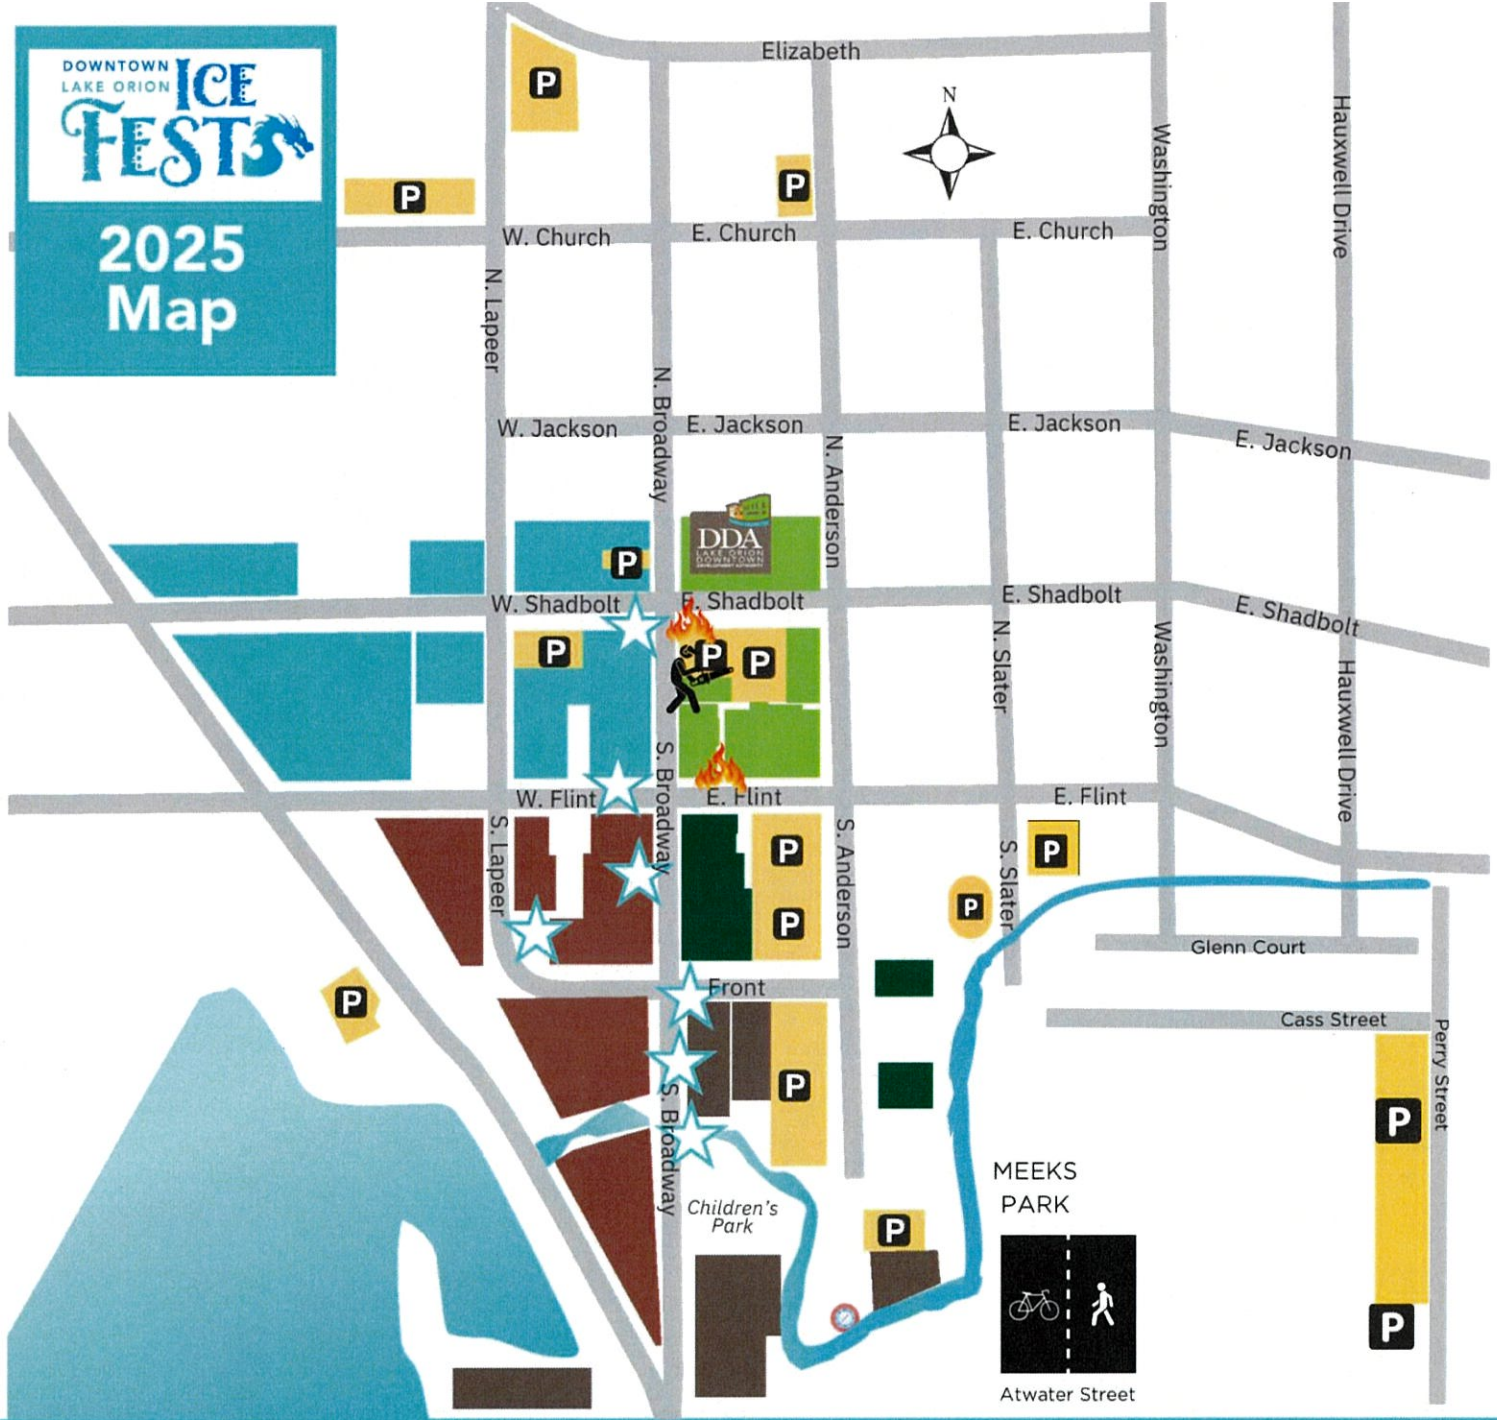 DOWNTOWN
LAKE ORION
ICE
FEST
2025
Map
Elizabeth
P
N
P
P
Washington
Hauxwell Drive
W. Church
E. Church
E. Church
N. Lapeer
N. Broadway
W. Jackson
E. Jackson
E. Jackson
E. Jackson
N. Anderson
DDA
LAKE ORION
DOWNTOWN
DEVELOPMENT AUTHORITY
P
W. Shadbolt
E. Shadbolt
E. Shadbolt
E. Shadbolt
P
P
P
N. Slater
Washington
Hauxwell Drive
S. Broadway
W. Flint
E. Flint
E. Flint
S. Lapeer
P
S. Anderson
S. Slater
P
P
P
Glenn Court
P
Front
Cass Street
Perry Street
P
P
S. Broadway
MEEKS
PARK
Children's
Park
P
P
Atwater Street